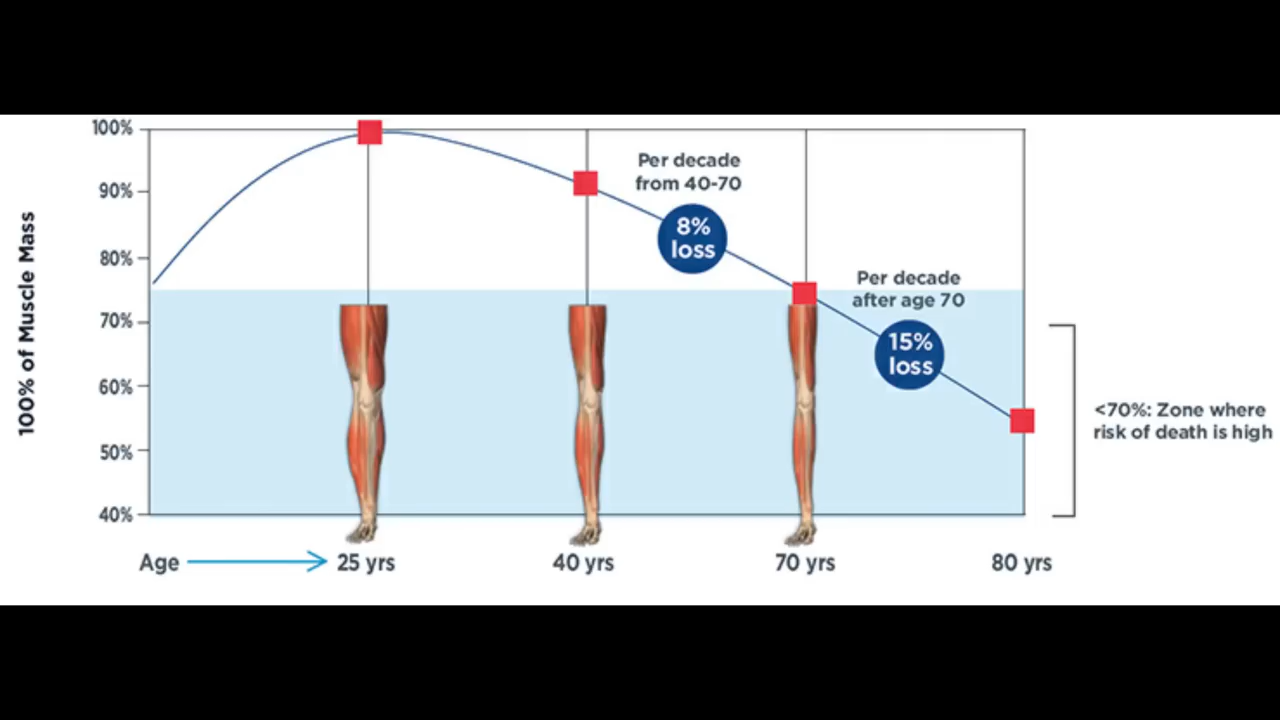 100% of Muscle Mass
100%
90%
80%
70%
60%
50%
40%
Per decade
from 40-70
8%
loss
Per decade
after age 70
15%
loss
<70%: Zone where
risk of death is high
Age
25 yrs
40 yrs
70 yrs
80 yrs